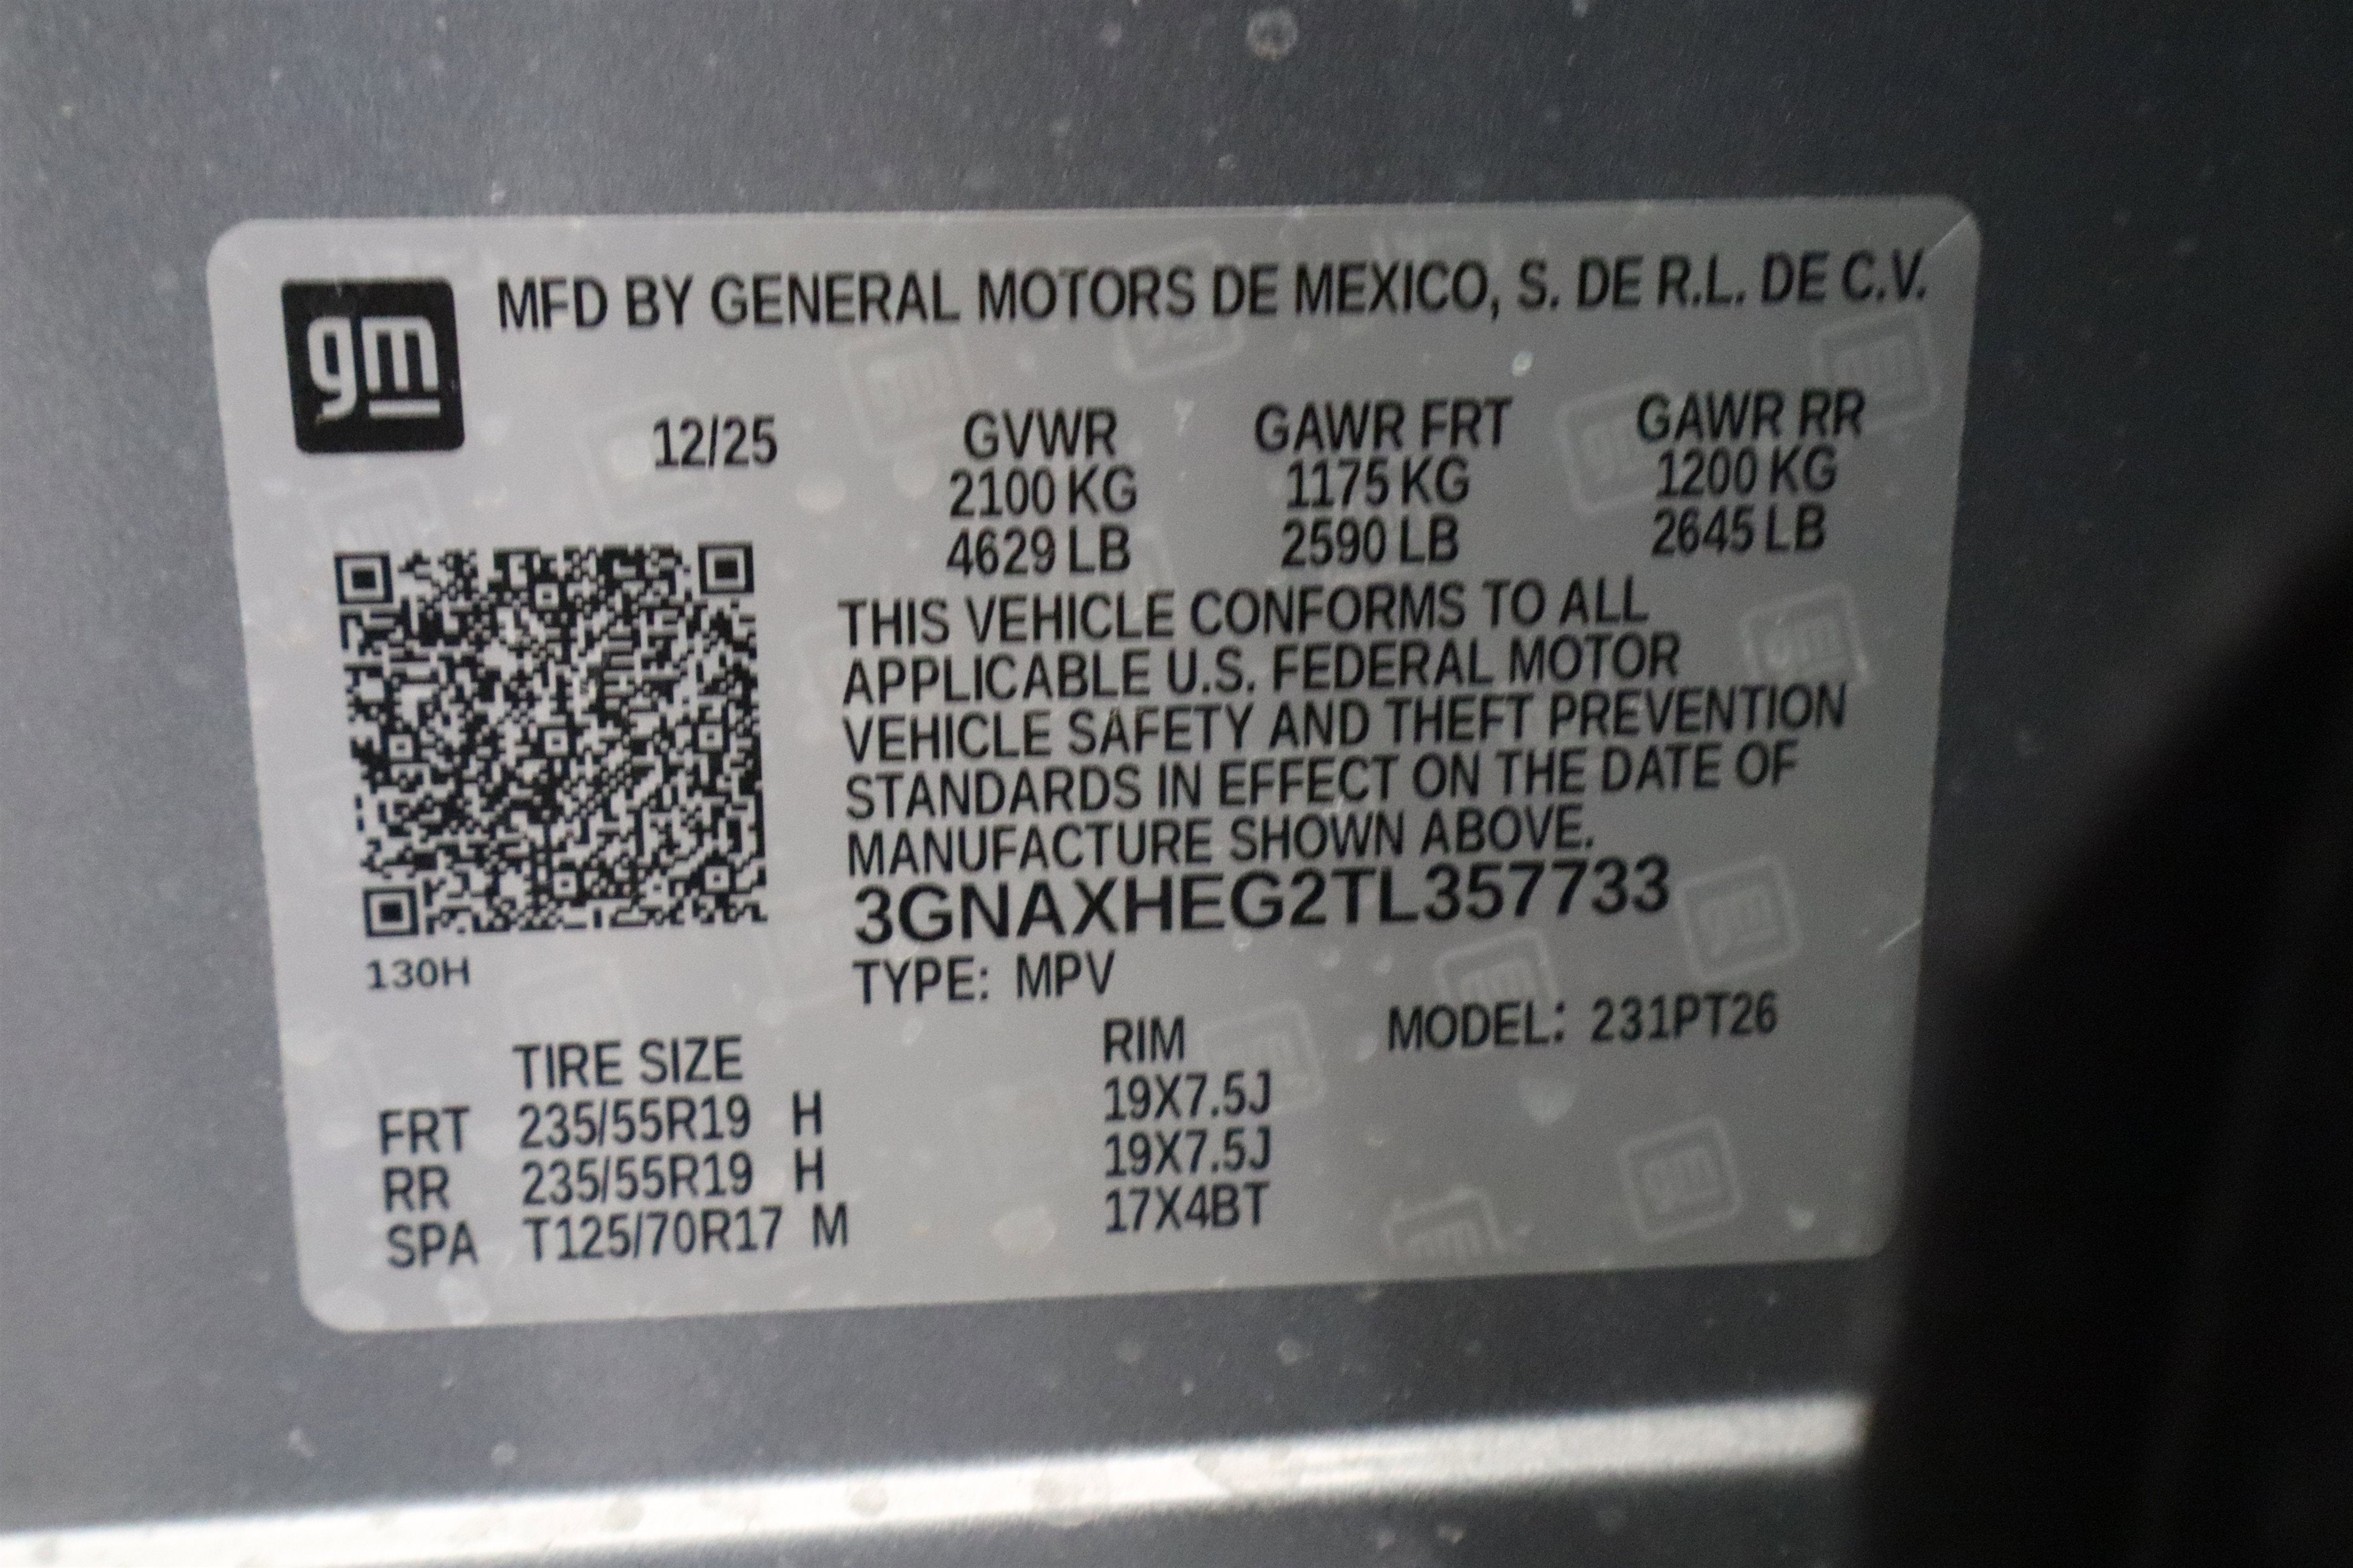 gm
MFD BY GENERAL MOTORS DE MEXICO, S. DE R.L. DE C.V.
12/25 GVWR GAWR FRT GAWR RR
2100 KG 1175 KG 1200 KG
4629 LB 2590 LB 2645 LB
THIS VEHICLE CONFORMS TO ALL
APPLICABLE U.S. FEDERAL MOTOR
VEHICLE SAFETY AND THEFT PREVENTION
STANDARDS IN EFFECT ON THE DATE OF
MANUFACTURE SHOWN ABOVE.
3GNAXHEG2TL357733
130H
TYPE: MPV
MODEL: 231PT26
TIRE SIZE RIM
FRT 235/55R19 H 19X7.5J
RR 235/55R19 H 19X7.5J
SPA T125/70R17 M 17X4BT